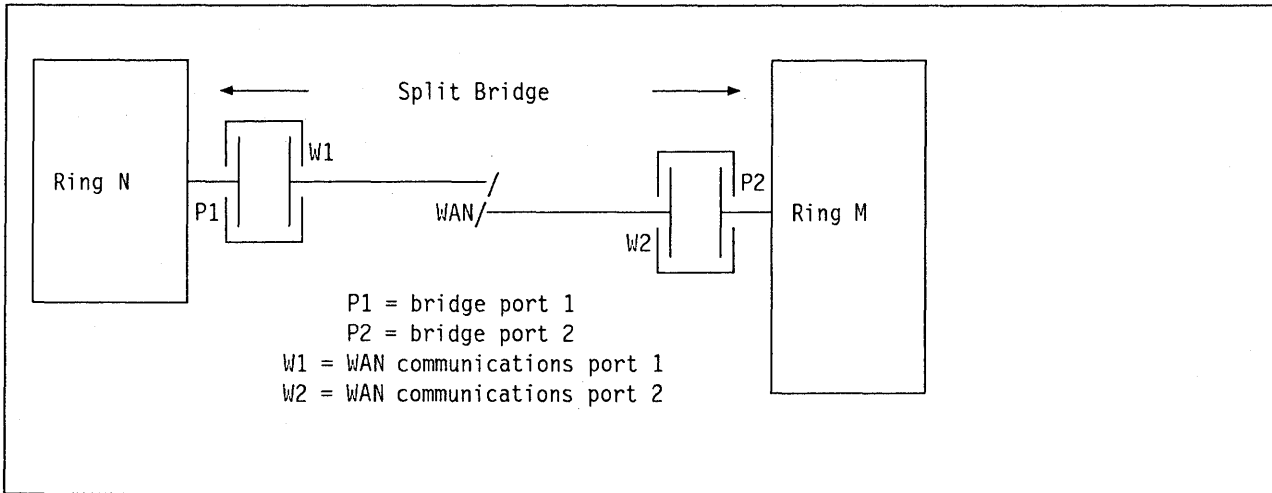 Split Bridge
W1
Ring N
P2
P1
WAN
Ring M
W2
P1 = bridge port 1
P2 = bridge port 2
W1 = WAN communications port 1
W2 = WAN communications port 2